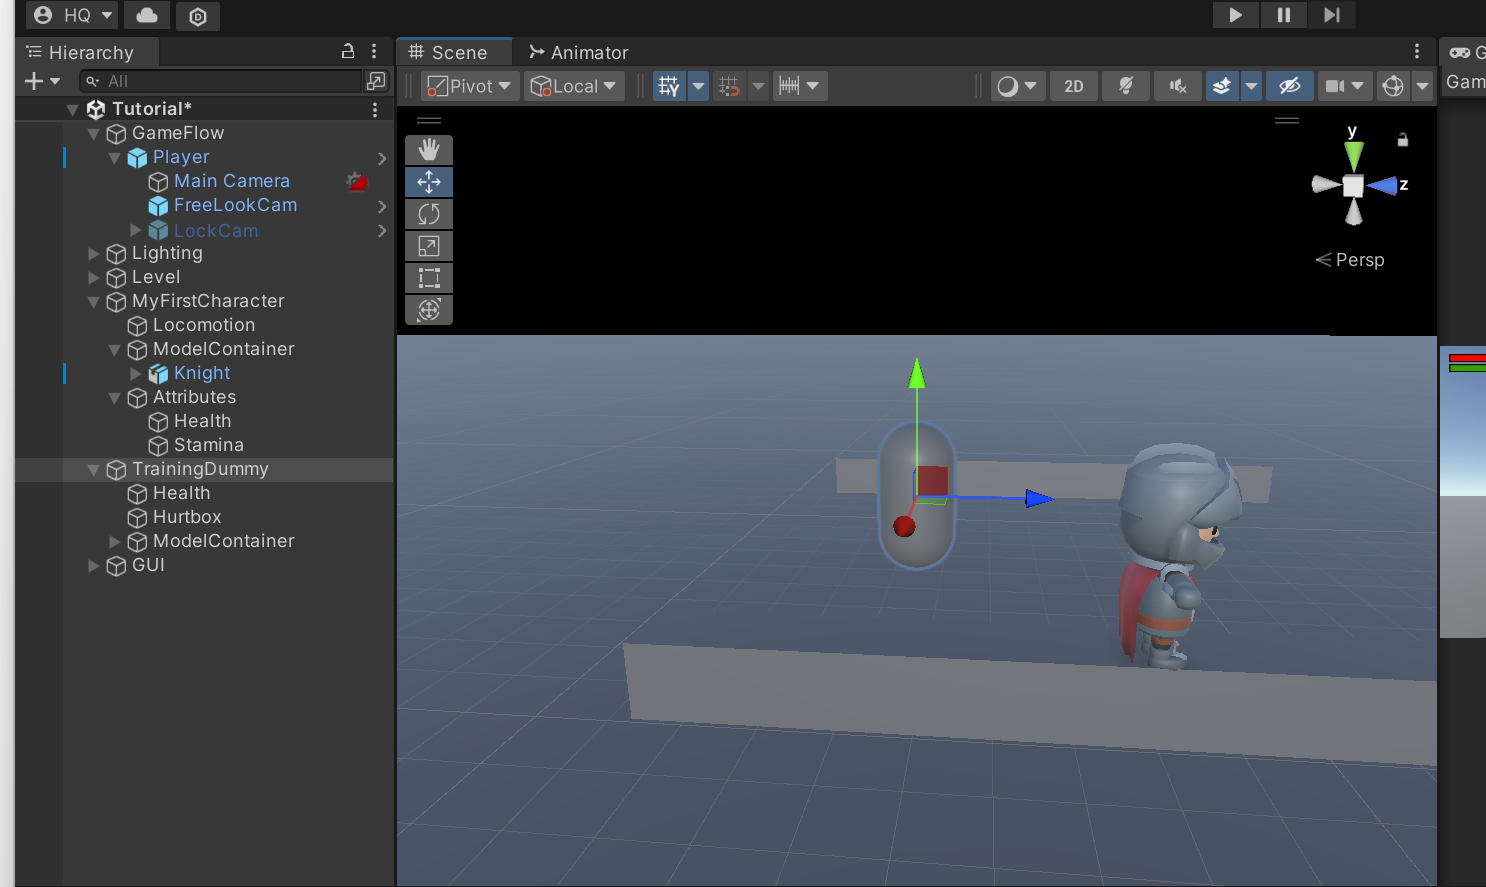 HQ
Hierarchy
Scene
Animator
G
All
Pivot
Local
2D
Gam
Tutorial*
GameFlow
Player
Main Camera
FreeLookCam
LockCam
Lighting
Level
MyFirstCharacter
Locomotion
ModelContainer
Knight
Attributes
Health
Stamina
TrainingDummy
Health
Hurtbox
ModelContainer
GUI
y
z
Persp